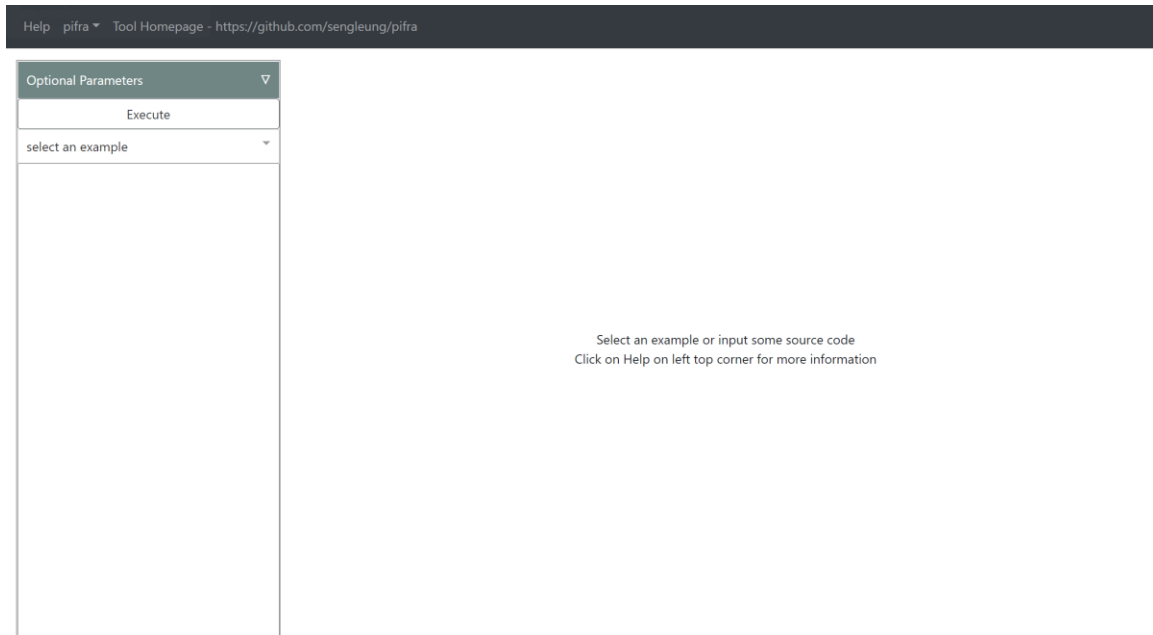 Help pifra Tool Homepage - https://github.com/sengleung/pifra
Optional Parameters
Execute
select an example
Select an example or input some source code
Click on Help on left top corner for more information